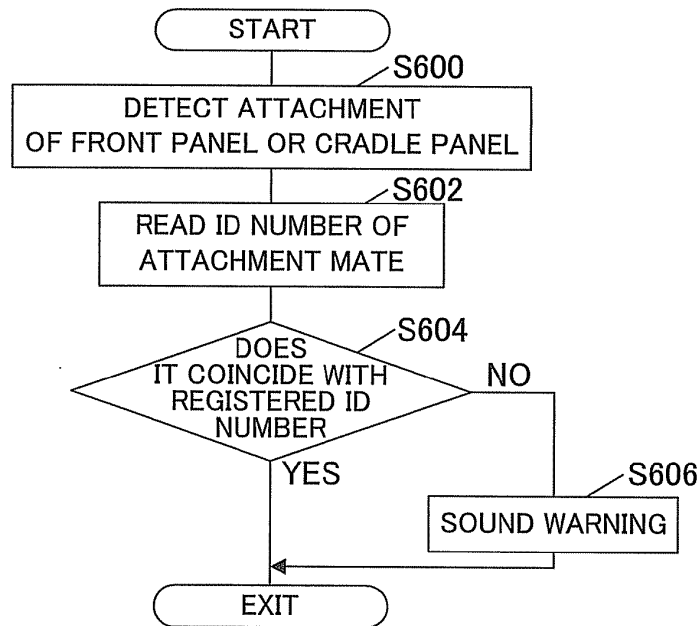 START
S600
DETECT ATTACHMENT
OF FRONT PANEL OR CRADLE PANEL
S602
READ ID NUMBER OF
ATTACHMENT MATE
S604
DOES
IT COINCIDE WITH
REGISTERED ID
NUMBER
NO
YES
S606
SOUND WARNING
EXIT